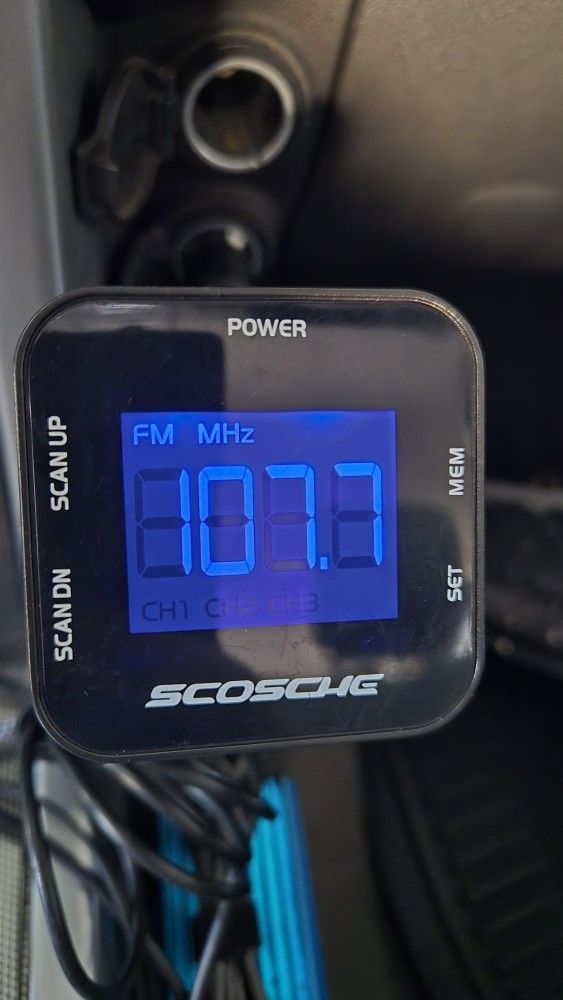 POWER
SCAN UP
SCAN DN
FM MHz
107.7
CH1 CH2 CH3
MEM
SET
SCOSCHE